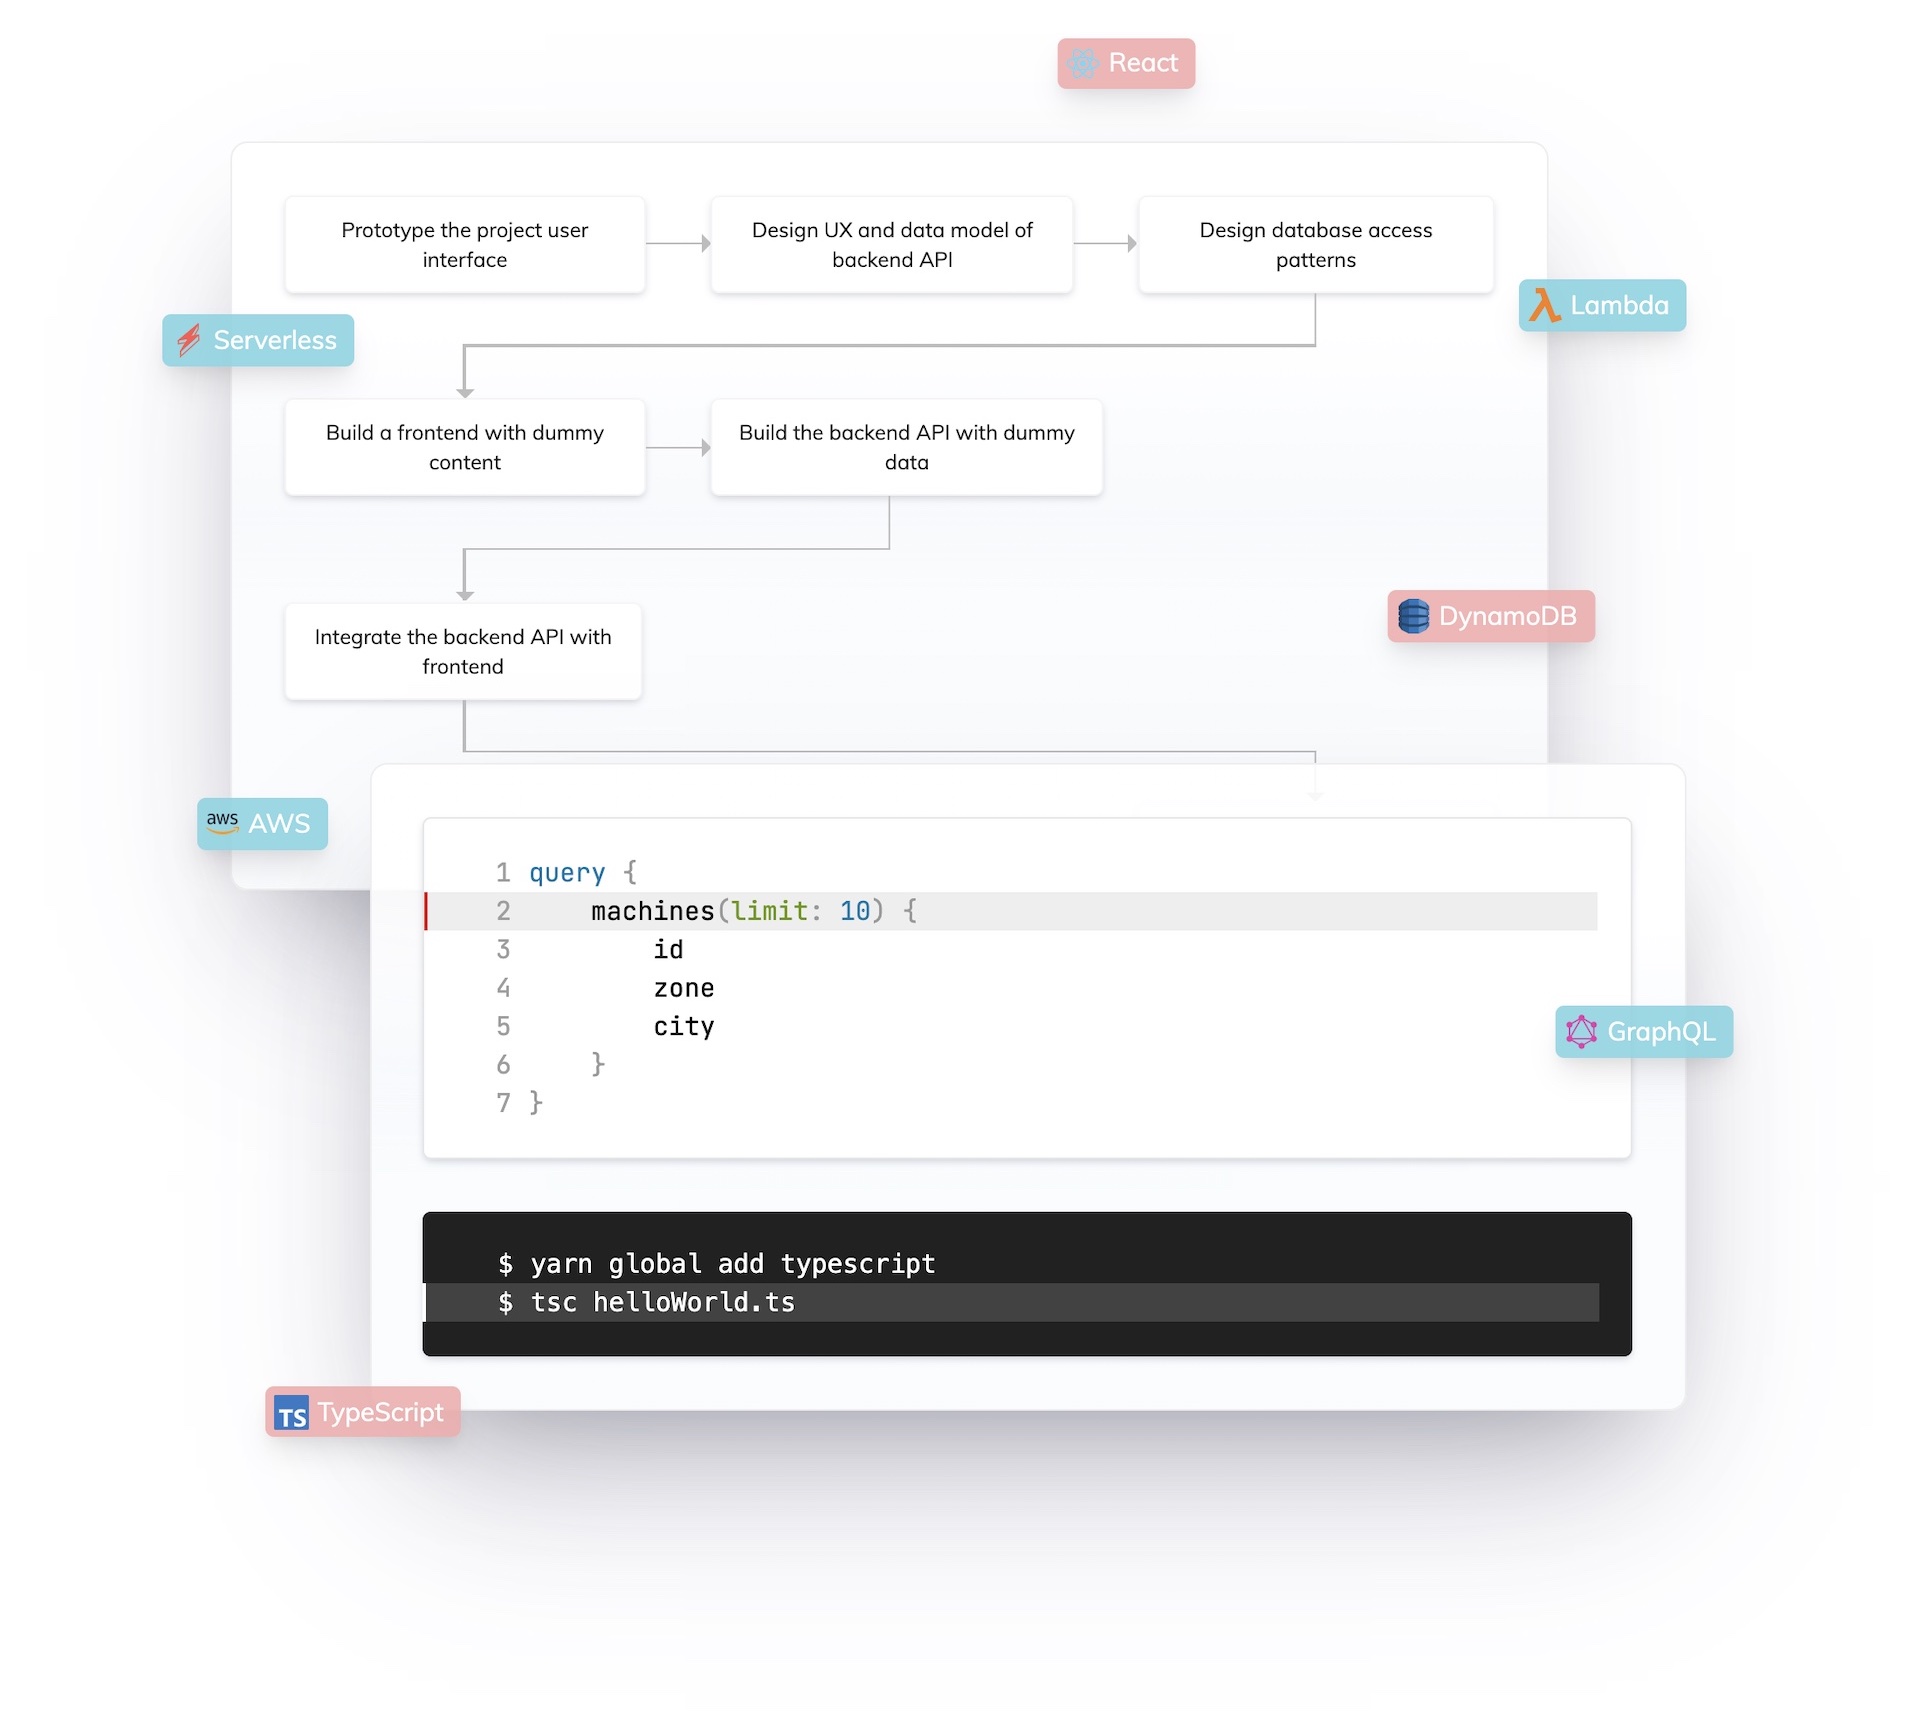 React
Prototype the project user
interface
Design UX and data model of
backend API
Design database access
patterns
Lambda
Serverless
Build a frontend with dummy
content
Build the backend API with dummy
data
DynamoDB
Integrate the backend API with
frontend
aws AWS
1 query {
2     machines(limit: 10) {
3         id
4         zone
5         city
6     }
7 }
GraphQL
$ yarn global add typescript
$ tsc helloWorld.ts
TS TypeScript